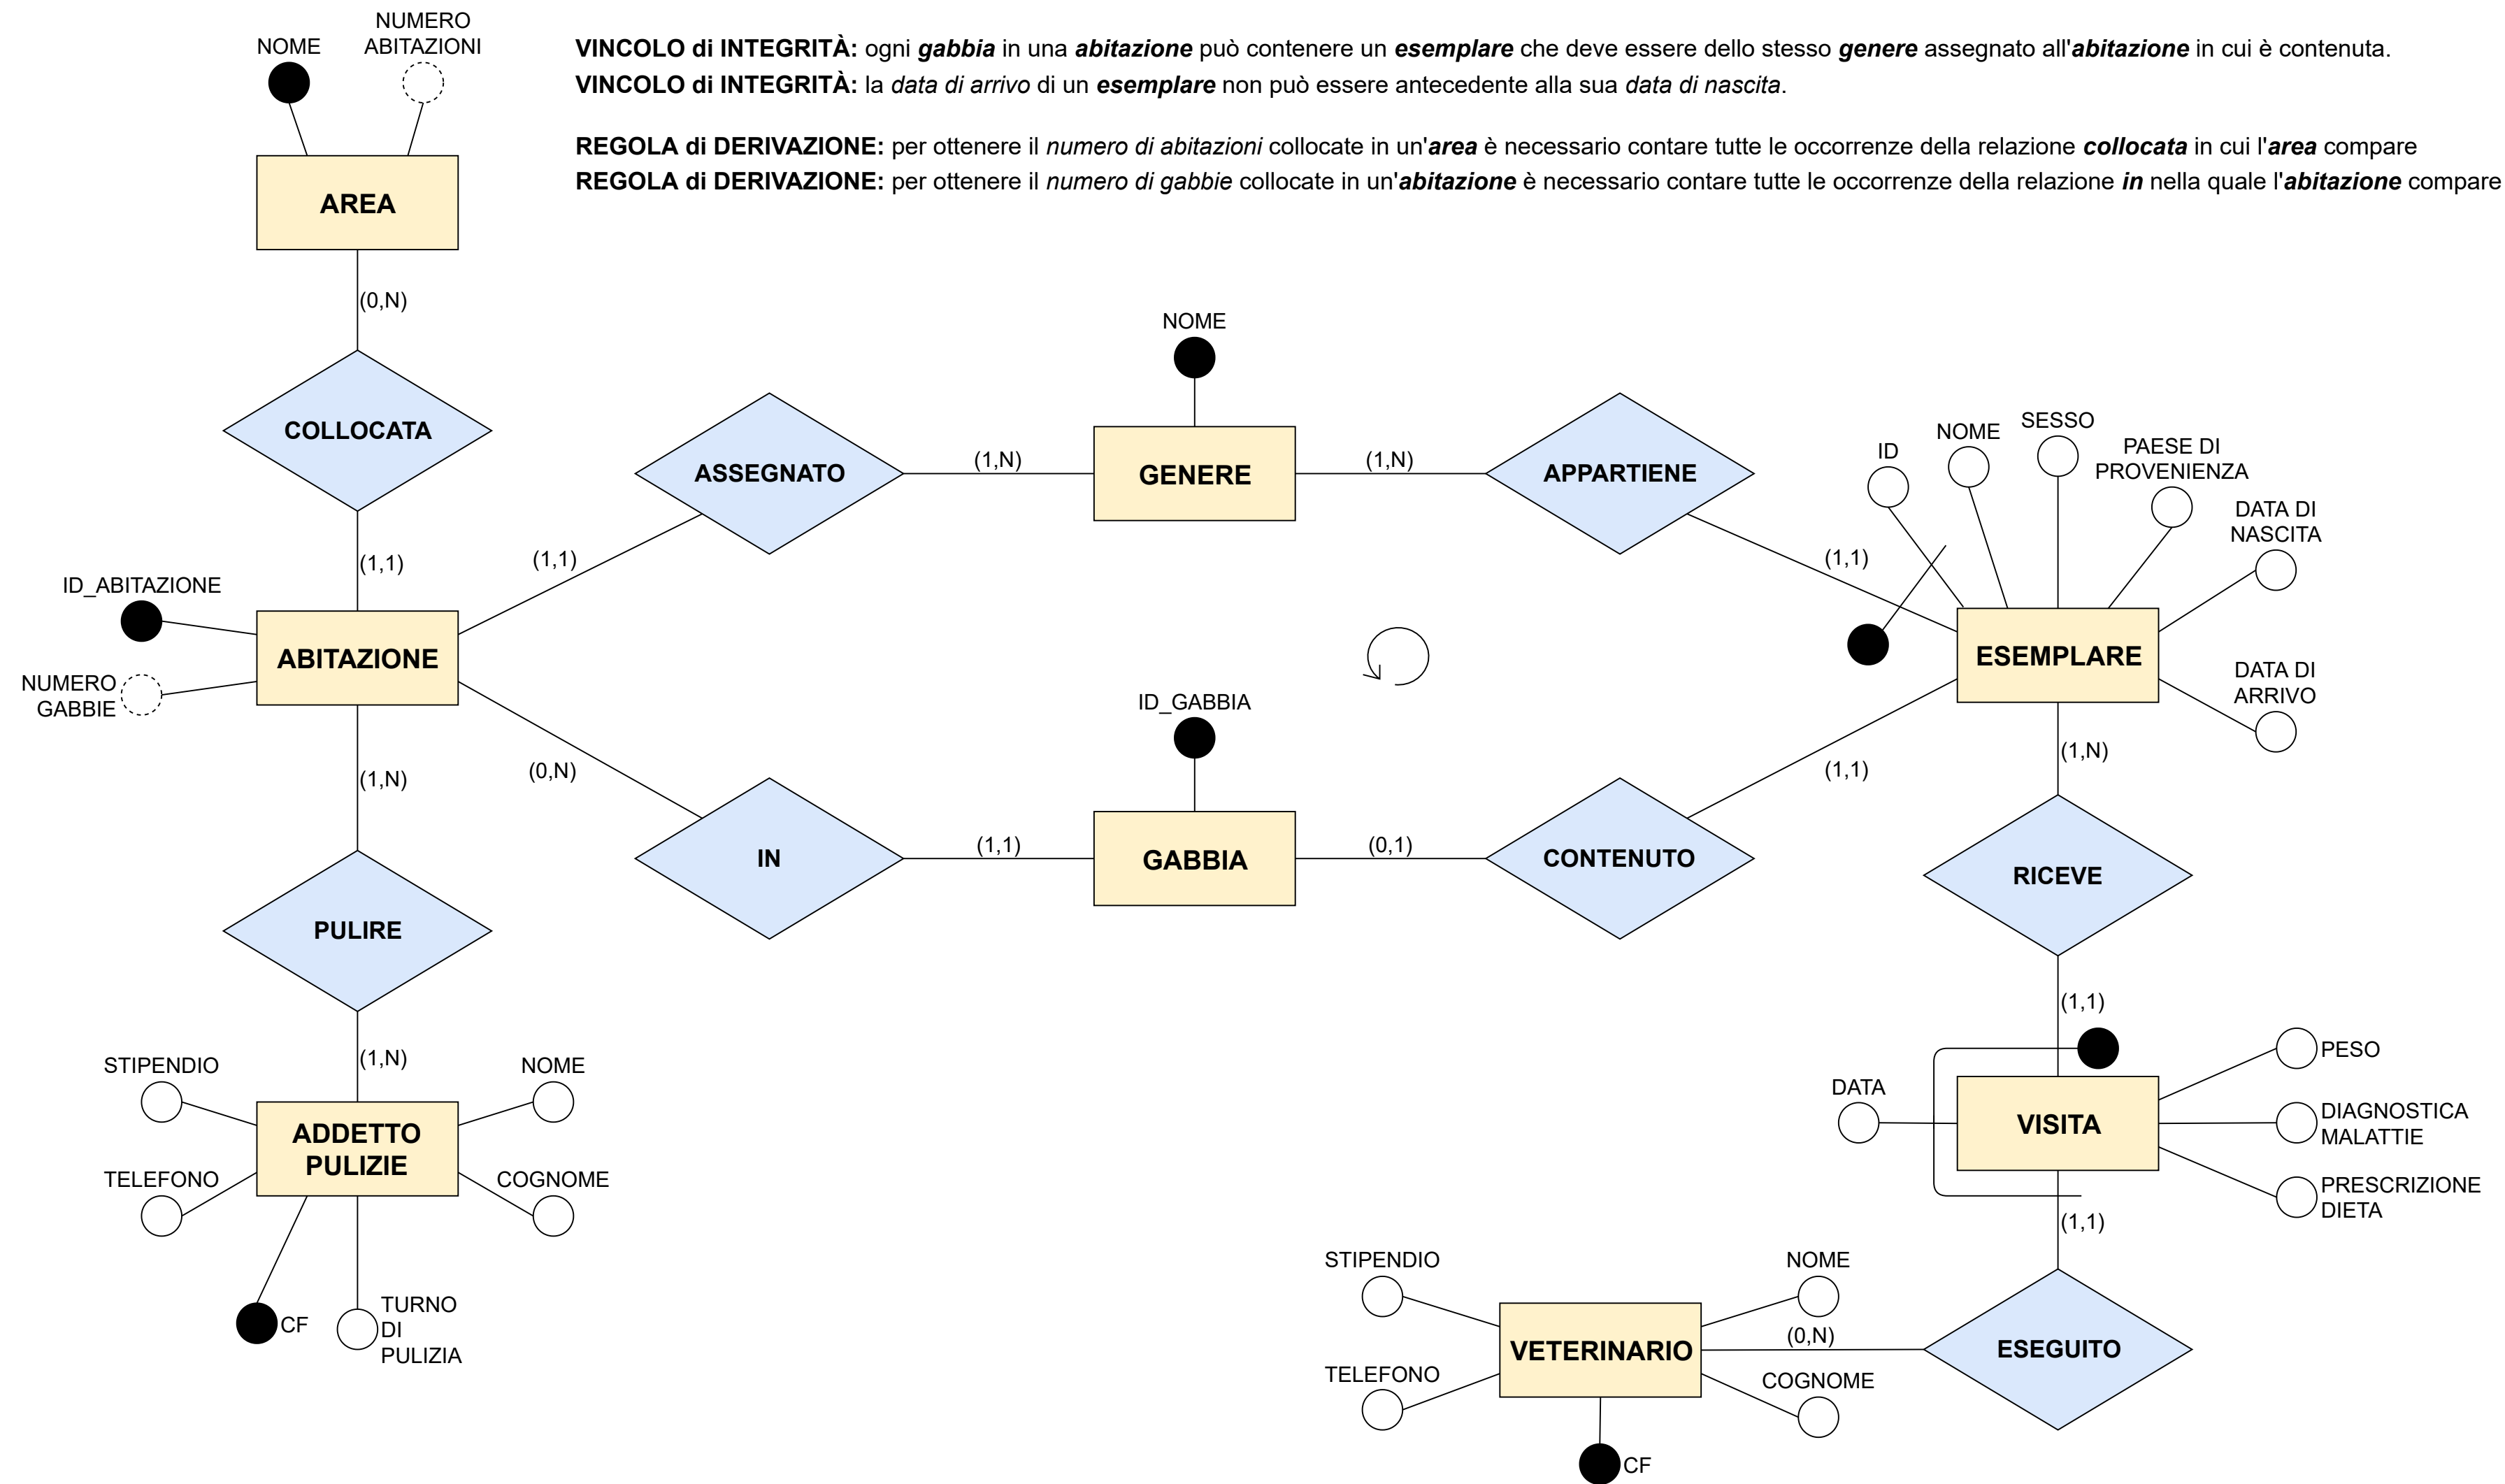 NUMERO
ABITAZIONI
NOME
VINCOLO di INTEGRITÀ: ogni gabbia in una abitazione può contenere un esemplare che deve essere dello stesso genere assegnato all'abitazione in cui è contenuta.
VINCOLO di INTEGRITÀ: la data di arrivo di un esemplare non può essere antecedente alla sua data di nascita.
REGOLA di DERIVAZIONE: per ottenere il numero di abitazioni collocate in un'area è necessario contare tutte le occorrenze della relazione collocata in cui l'area compare
REGOLA di DERIVAZIONE: per ottenere il numero di gabbie collocate in un'abitazione è necessario contare tutte le occorrenze della relazione in nella quale l'abitazione compare
AREA
(0,N)
NOME
COLLOCATA
ASSEGNATO
(1,N)
GENERE
(1,N)
APPARTIENE
ID
NOME
SESSO
PAESE DI
PROVENIENZA
DATA DI
NASCITA
(1,1)
(1,1)
(1,1)
ID_ABITAZIONE
ABITAZIONE
NUMERO
GABBIE
ESEMPLARE
DATA DI
ARRIVO
ID_GABBIA
(1,N)
(0,N)
(1,1)
(1,N)
PULIRE
IN
(1,1)
GABBIA
(0,1)
CONTENUTO
RICEVE
(1,1)
(1,N)
STIPENDIO
NOME
ADDETTO
PULIZIE
TELEFONO
COGNOME
CF
TURNO
DI
PULIZIA
DATA
VISITA
PESO
DIAGNOSTICA
MALATTIE
PRESCRIZIONE
DIETA
(1,1)
STIPENDIO
NOME
VETERINARIO
(0,N)
ESEGUITO
TELEFONO
COGNOME
CF